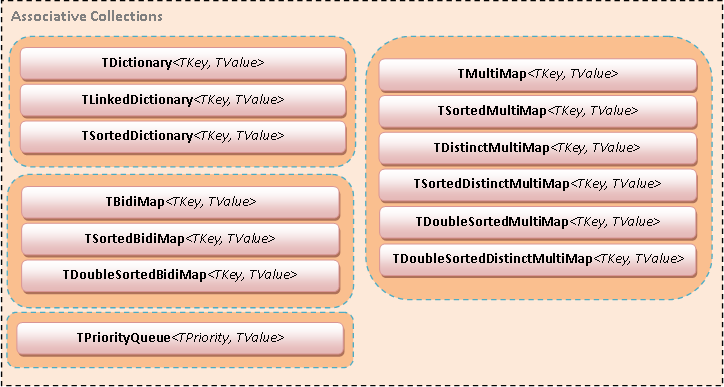 Associative Collections
TDictionary<TKey, TValue>
TLinkedDictionary<TKey, TValue>
TSortedDictionary<TKey, TValue>
TBidiMap<TKey, TValue>
TSortedBidiMap<TKey, TValue>
TDoubleSortedBidiMap<TKey, TValue>
TPriorityQueue<TPriority, TValue>
TMultiMap<TKey, TValue>
TSortedMultiMap<TKey, TValue>
TDistinctMultiMap<TKey, TValue>
TSortedDistinctMultiMap<TKey, TValue>
TDoubleSortedMultiMap<TKey, TValue>
TDoubleSortedDistinctMultiMap<TKey, TValue>